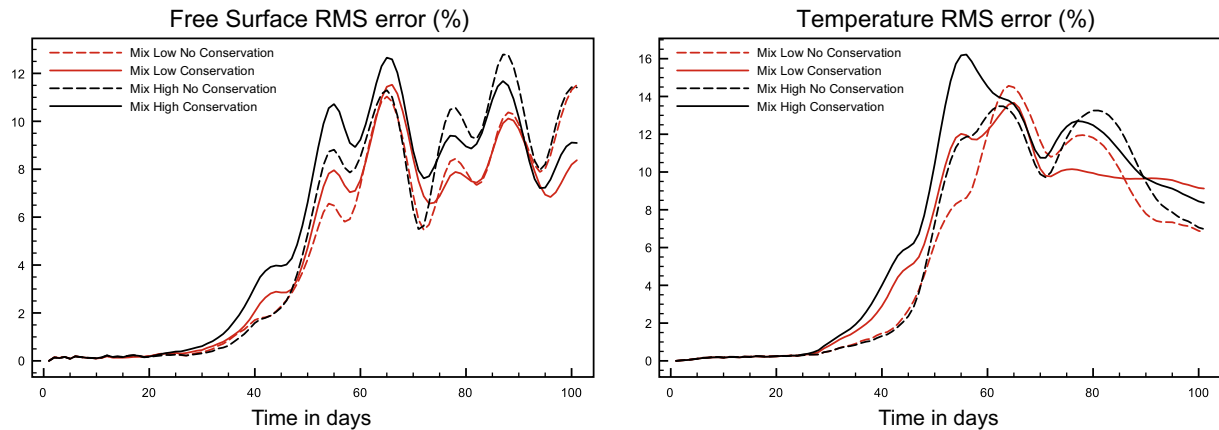 Free Surface RMS error (%)
Mix Low No Conservation
Mix Low Conservation
Mix High No Conservation
Mix High Conservation
12
10
8
6
4
2
0
0 20 40 60 80 100
Time in days
Temperature RMS error (%)
Mix Low No Conservation
Mix Low Conservation
Mix High No Conservation
Mix High Conservation
16
14
12
10
8
6
4
2
0
0 20 40 60 80 100
Time in days